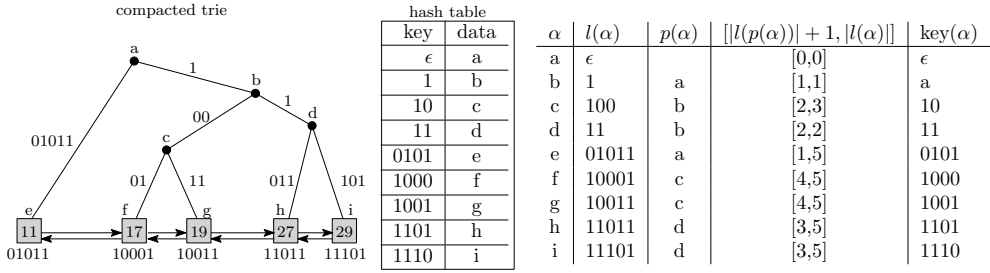 compacted trie
a
1
b
00
1
d
c
01011
01
11
011
101
e
f
g
h
i
11
17
19
27
29
01011
10001
10011
11011
11101
hash table
key data
ϵ a
1 b
10 c
11 d
0101 e
1000 f
1001 g
1101 h
1110 i
α l(α) p(α) [|l(p(α))| + 1, |l(α)|] key(α)
a ϵ [0,0] ϵ
b 1 a [1,1] a
c 100 b [2,3] 10
d 11 b [2,2] 11
e 01011 a [1,5] 0101
f 10001 c [4,5] 1000
g 10011 c [4,5] 1001
h 11011 d [3,5] 1101
i 11101 d [3,5] 1110